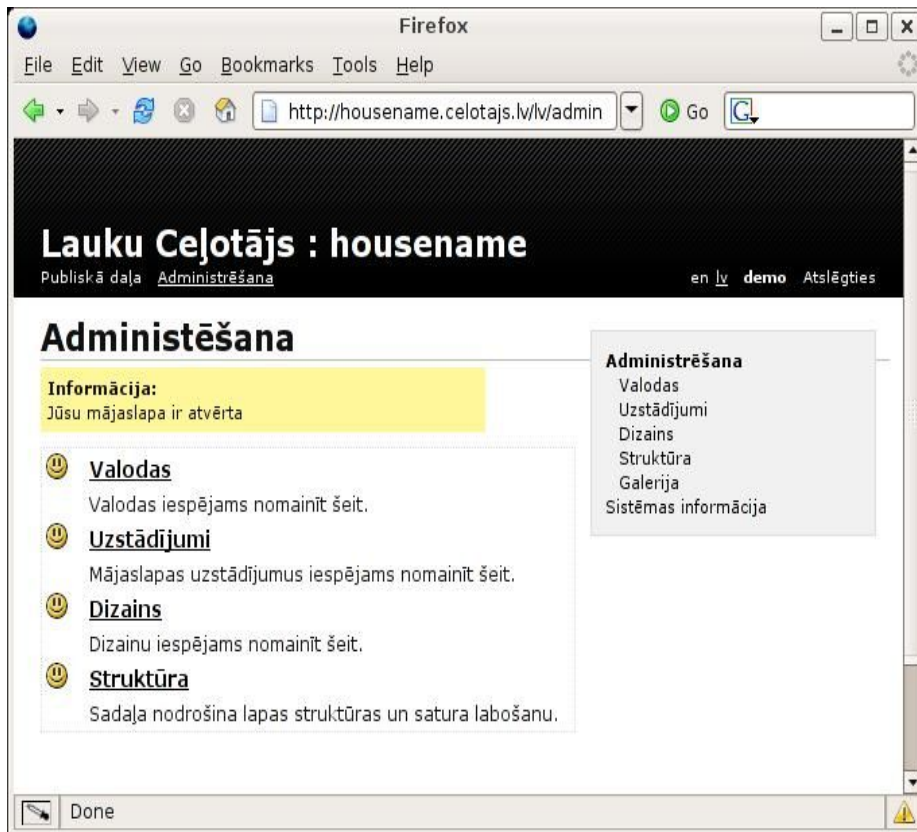 Firefox
File Edit View Go Bookmarks Tools Help
http://housename.celotajs.lv/lv/admin Go G
Lauku Ceļotājs : housename
Publiskā daļa Administrēšana en lv demo Atslēgties
Administēšana
Informācija:
Jūsu mājaslapa ir atvērta
Valodas
Valodas iespējams nomainīt šeit.
Uzstādījumi
Mājaslapas uzstādījumus iespējams nomainīt šeit.
Dizains
Dizainu iespējams nomainīt šeit.
Struktūra
Sadaļa nodrošina lapas struktūras un satura labošanu.
Administrēšana
Valodas
Uzstādījumi
Dizains
Struktūra
Galerija
Sistēmas informācija
Done